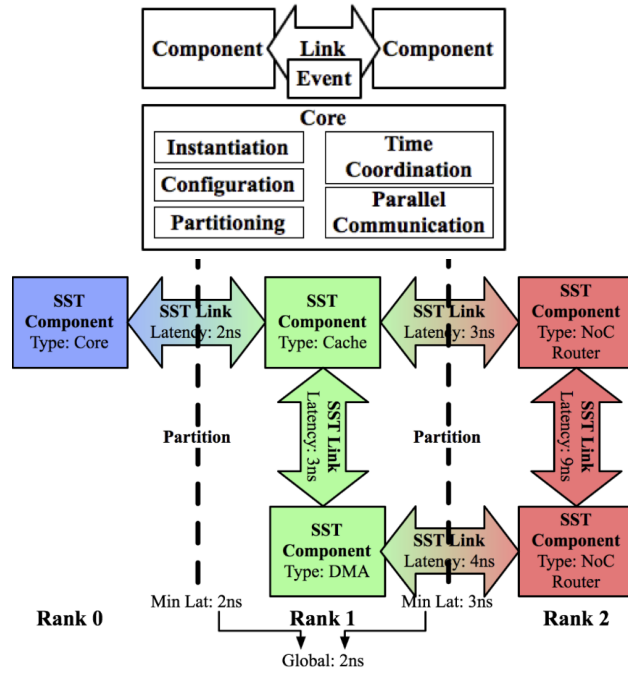 Component
Link
Component
Event
Core
Instantiation
Configuration
Partitioning
Time
Coordination
Parallel
Communication
SST
Component
Type: Core
SST Link
Latency: 2ns
SST
Component
Type: Cache
SST Link
Latency: 3ns
SST
Component
Type: NoC
Router
Partition
SST Link
Latency: 3ns
Partition
SST Link
Latency: 9ns
SST
Component
Type: DMA
SST Link
Latency: 4ns
SST
Component
Type: NoC
Router
Rank 0
Min Lat: 2ns
Rank 1
Min Lat: 3ns
Rank 2
Global: 2ns